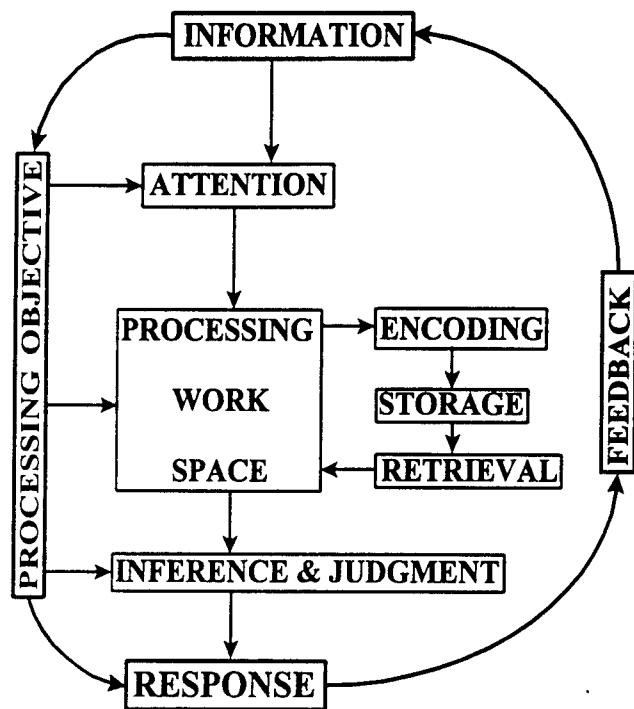 INFORMATION
ATTENTION
PROCESSING OBJECTIVE
PROCESSING
WORK
SPACE
ENCODING
STORAGE
RETRIEVAL
FEEDBACK
INFERENCE & JUDGMENT
RESPONSE